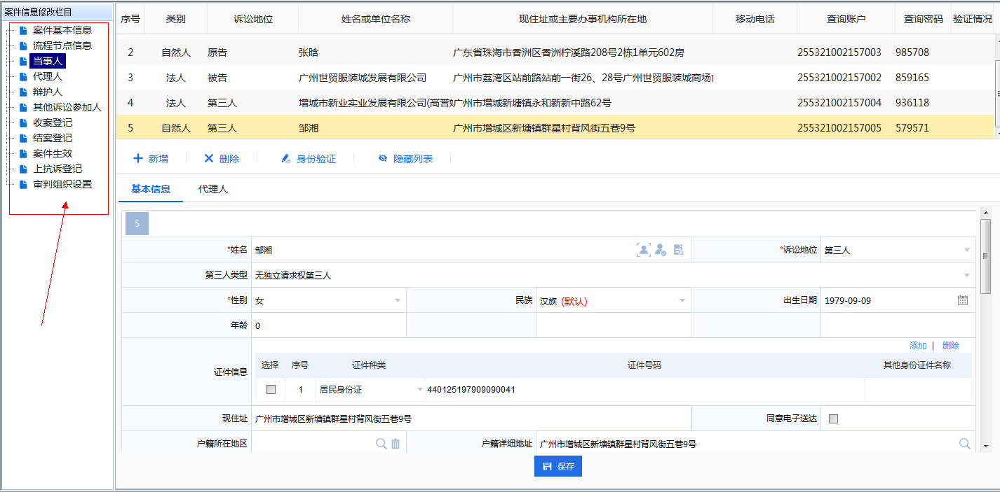 案件信息修改栏目
案件基本信息
流程节点信息
当事人
代理人
辩护人
其他诉讼参加人
收案登记
结案登记
案件生效
上抗诉登记
审判组织设置
序号 类别 诉讼地位 姓名或单位名称 现住址或主要办事机构所在地 移动电话 查询账户 查询密码 验证情况
2 自然人 原告 张晗 广东省珠海市香洲区香洲柠溪路208号2栋1单元602房 255321002157003 985708
3 法人 被告 广州世贸服装城发展有限公司 广州市荔湾区站前路站前一街26、28号广州世贸服装城商场 255321002157002 859165
4 法人 第三人 增城市新业实业发展有限公司(高誉 广州市增城新塘镇永和新新中路62号 255321002157004 936118
5 自然人 第三人 邹湘 广州市增城区新塘镇群星村背风街五巷9号 255321002157005 579571
新增 删除 身份验证 隐藏列表
基本信息 代理人
5
*姓名 邹湘 *诉讼地位 第三人
第三人类型 无独立请求权第三人
*性别 女 民族 汉族 (默认) 出生日期 1979-09-09
年龄 0
添加 | 删除
证件信息 选择 序号 证件种类 证件号码 其他身份证件名称
1 居民身份证 440125197909090041
现住址 广州市增城区新塘镇群星村背风街五巷9号 同意电子送达
户籍所在地区 户籍详细地址 广州市增城区新塘镇群星村背风街五巷9号
保存